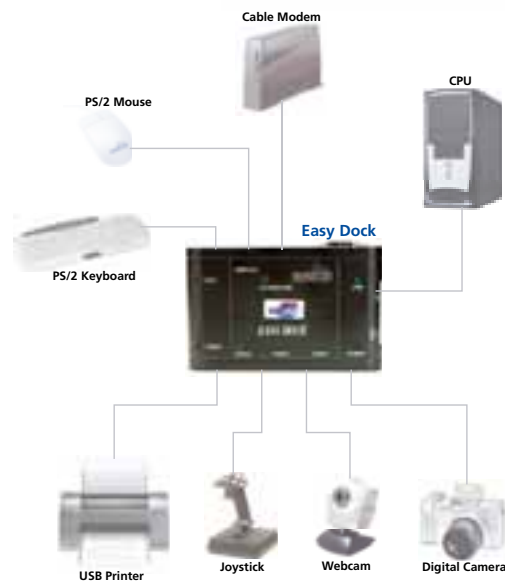 Cable Modem
CPU
PS/2 Mouse
Easy Dock
PS/2 Keyboard
USB Printer
Joystick
Webcam
Digital Camera